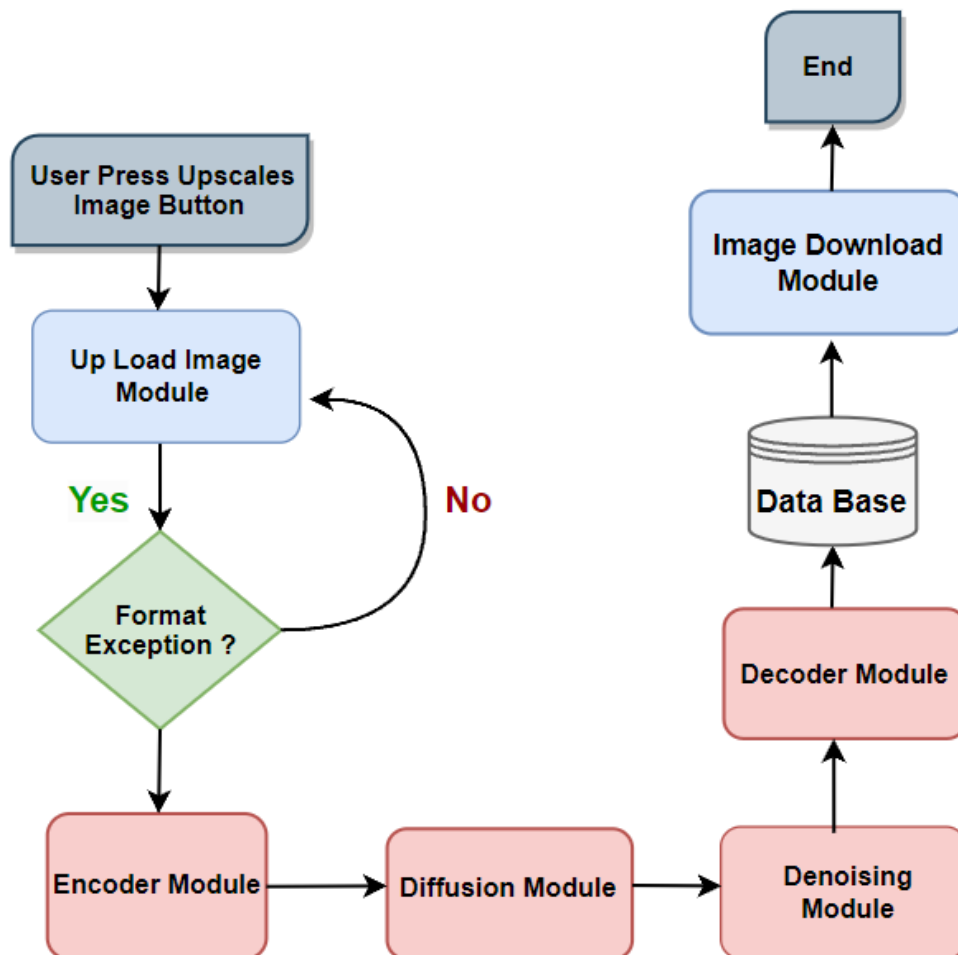 User Press Upscales
Image Button
Up Load Image
Module
Yes
No
Format
Exception ?
Encoder Module
Diffusion Module
Denoising
Module
Decoder Module
Data Base
Image Download
Module
End